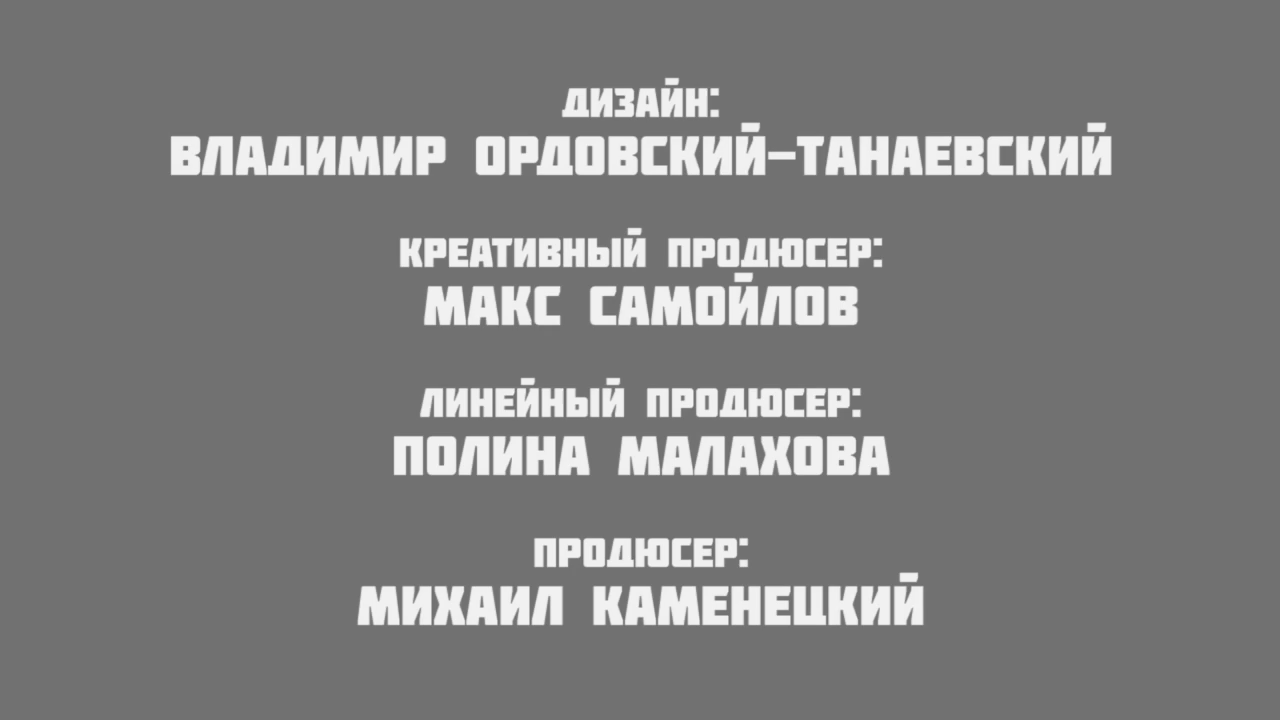 ДИЗАЙН:
ВЛАДИМИР ОРДОВСКИЙ-ТАНАЕВСКИЙ
КРЕАТИВНЫЙ ПРОДЮСЕР:
МАКС САМОЙЛОВ
ЛИНЕЙНЫЙ ПРОДЮСЕР:
ПОЛИНА МАЛАХОВА
ПРОДЮСЕР:
МИХАИЛ КАМЕНЕЦКИЙ